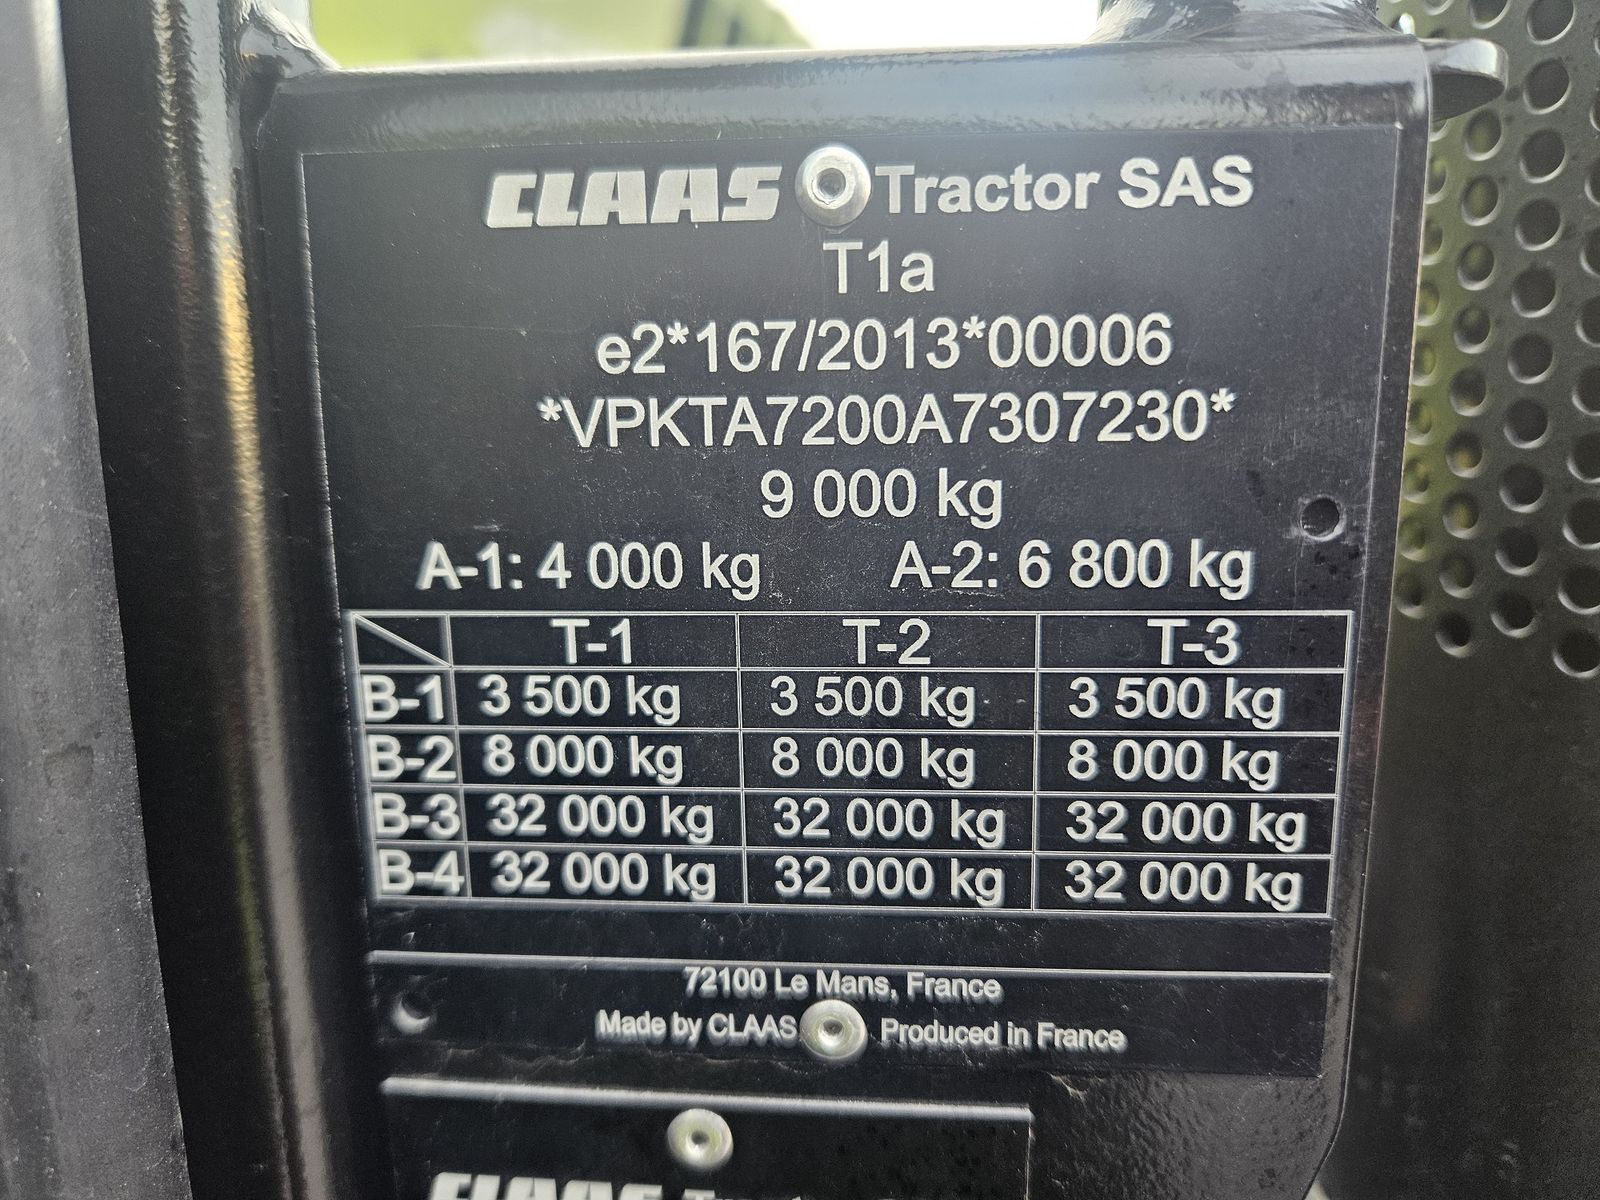 CLAAS Tractor SAS
T1a
e2*167/2013*00006
*VPKTA7200A7307230*
9 000 kg
A-1: 4 000 kg A-2: 6 800 kg
T-1 T-2 T-3
B-1 3 500 kg 3 500 kg 3 500 kg
B-2 8 000 kg 8 000 kg 8 000 kg
B-3 32 000 kg 32 000 kg 32 000 kg
B-4 32 000 kg 32 000 kg 32 000 kg
72100 Le Mans, France
Made by CLAAS Produced in France
CLAAS Tractor